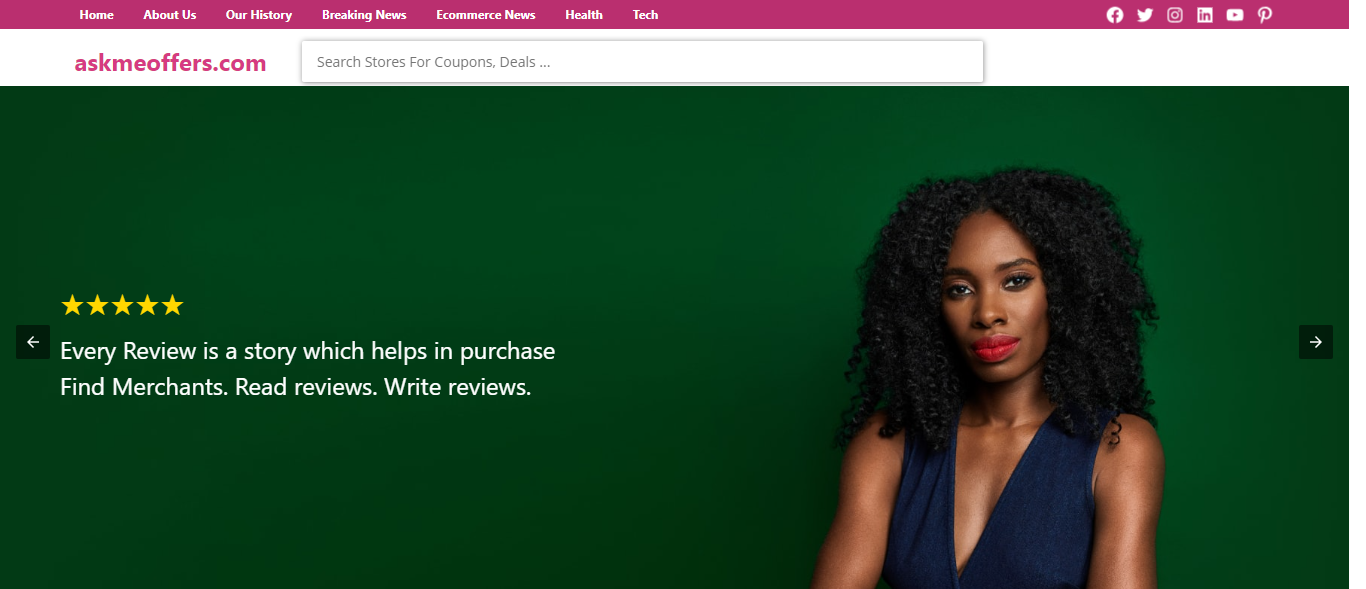 Home About Us Our History Breaking News Ecommerce News Health Tech
askmeoffers.com Search Stores For Coupons, Deals ...
Every Review is a story which helps in purchase
Find Merchants. Read reviews. Write reviews.